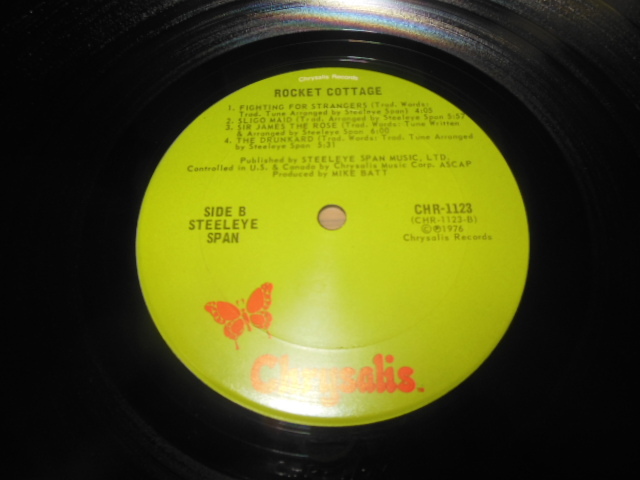 Chrysalis Records
ROCKET COTTAGE
1. FIGHTING FOR STRANGERS (Trad. Words:
Trad. Tune Arranged by Steeleye Span) 4:05
2. SLIGO MAID (Trad. Arranged by Steeleye Span 5:57
3. SIR JAMES THE ROSE (Trad. Words: Tune Written
& Arranged by Steeleye Span 6:00
4. THE DRUNKARD (Trad. Words: Trad. Tune Arranged
by Steeleye Span 5:31
Published by STEELEYE SPAN MUSIC, LTD.
Controlled in U.S. & Canada by Chrysalis Music Corp. ASCAP
Produced by MIKE BATT
SIDE B
STEELEYE
SPAN
CHR-1123
(CHR-1123-B)
©℗1976
Chrysalis Records
Chrysalis™